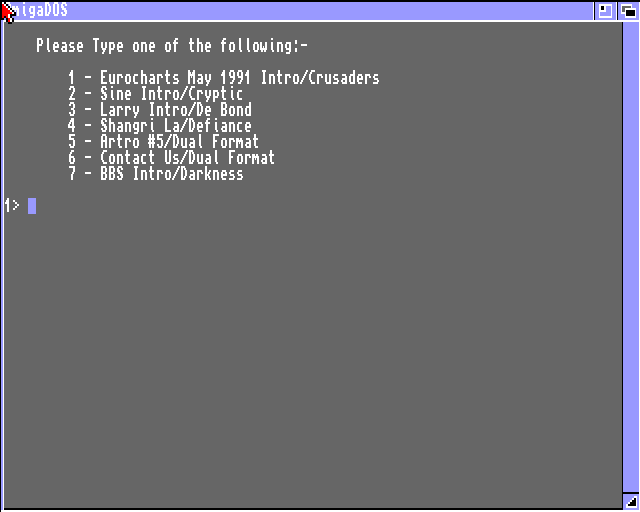 AmigaDOS
Please Type one of the following:-
1 - Eurocharts May 1991 Intro/Crusaders
2 - Sine Intro/Cryptic
3 - Larry Intro/De Bond
4 - Shangri La/Defiance
5 - Artro #5/Dual Format
6 - Contact Us/Dual Format
7 - BBS Intro/Darkness
1>